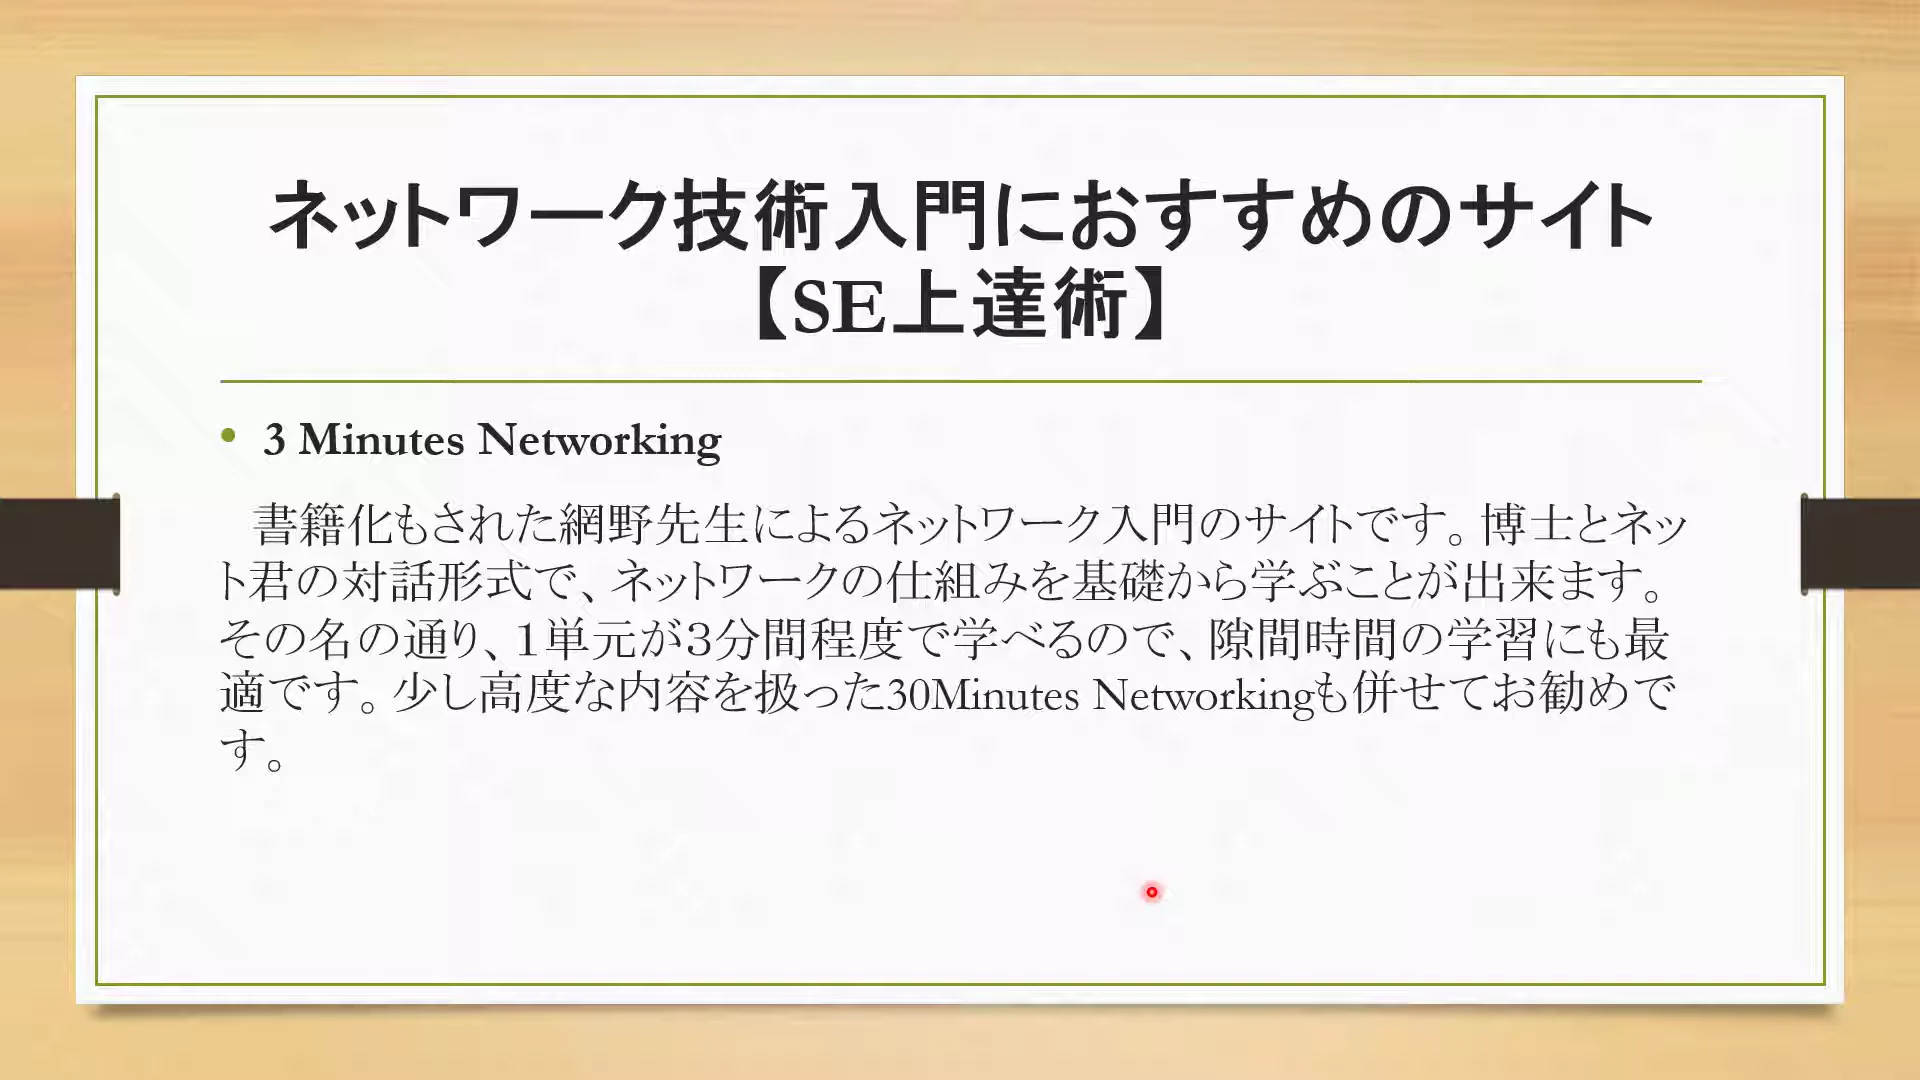 ネットワーク技術入門におすすめのサイト
【SE上達術】
• 3 Minutes Networking
書籍化もされた網野先生によるネットワーク入門のサイトです。博士とネッ
ト君の対話形式で、ネットワークの仕組みを基礎から学ぶことが出来ます。
その名の通り、１単元が３分間程度で学べるので、隙間時間の学習にも最
適です。少し高度な内容を扱った30Minutes Networkingも併せてお勧めで
す。